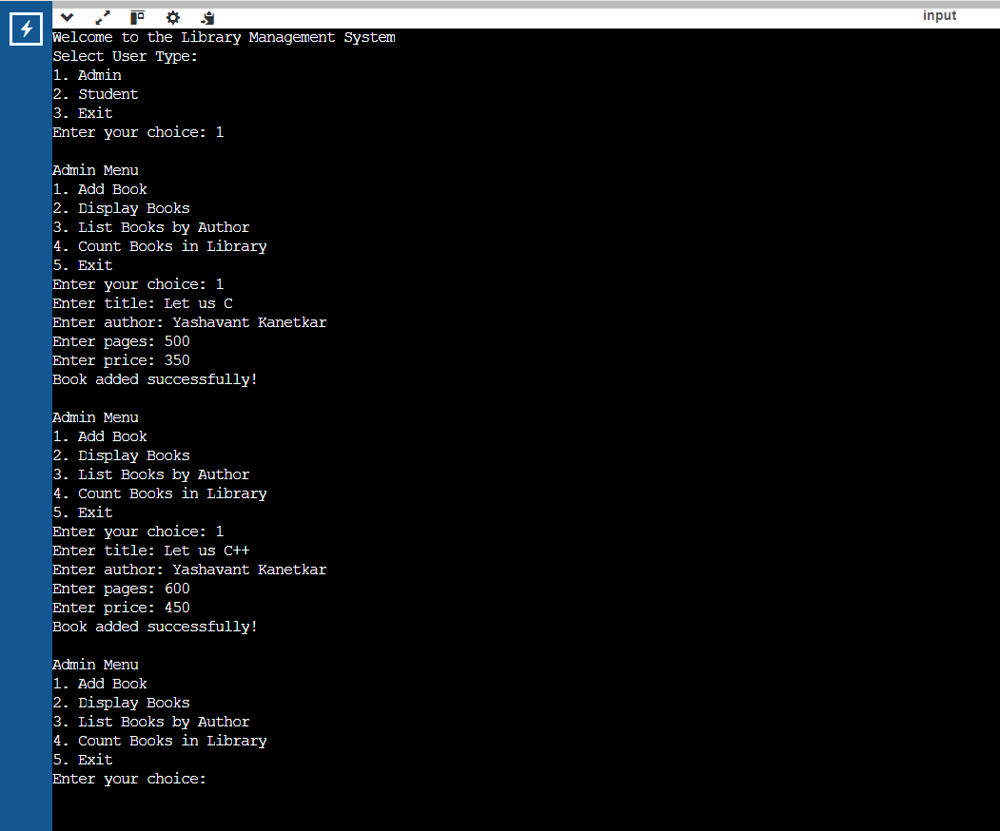 input
Welcome to the Library Management System
Select User Type:
1. Admin
2. Student
3. Exit
Enter your choice: 1
Admin Menu
1. Add Book
2. Display Books
3. List Books by Author
4. Count Books in Library
5. Exit
Enter your choice: 1
Enter title: Let us C
Enter author: Yashavant Kanetkar
Enter pages: 500
Enter price: 350
Book added successfully!
Admin Menu
1. Add Book
2. Display Books
3. List Books by Author
4. Count Books in Library
5. Exit
Enter your choice: 1
Enter title: Let us C++
Enter author: Yashavant Kanetkar
Enter pages: 600
Enter price: 450
Book added successfully!
Admin Menu
1. Add Book
2. Display Books
3. List Books by Author
4. Count Books in Library
5. Exit
Enter your choice: